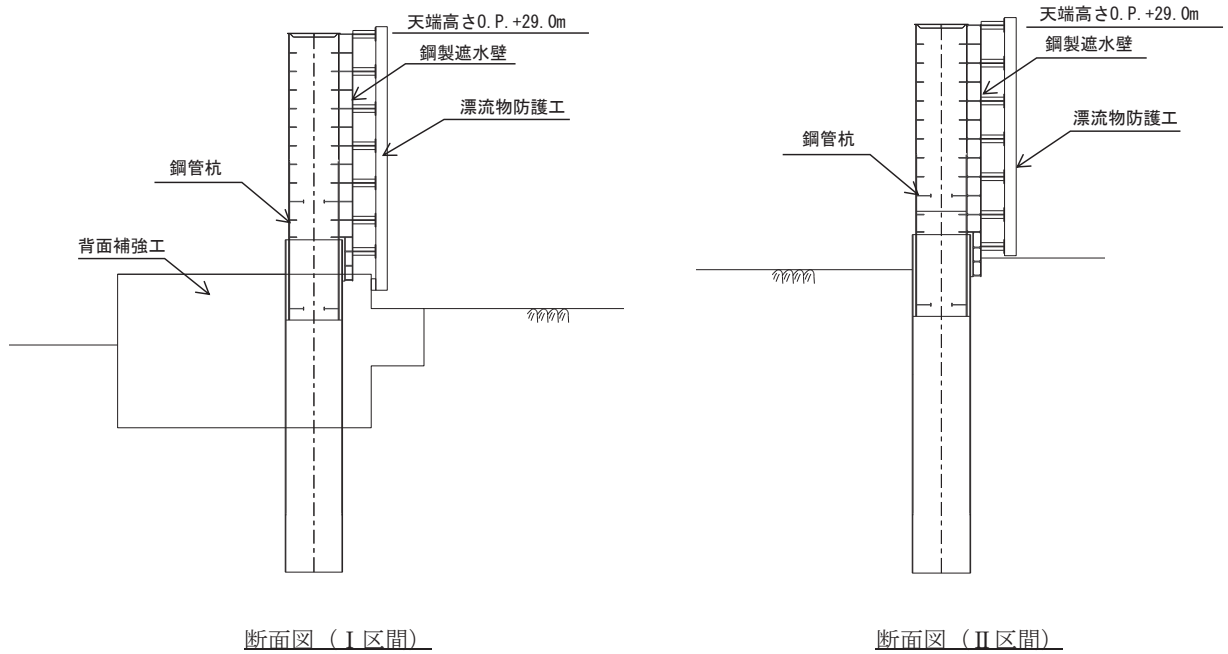 天端高さO.P.+29.0m
鋼製遮水壁
漂流物防護工
鋼管杭
背面補強工
断面図（Ⅰ区間）
天端高さO.P.+29.0m
鋼製遮水壁
漂流物防護工
鋼管杭
断面図（Ⅱ区間）